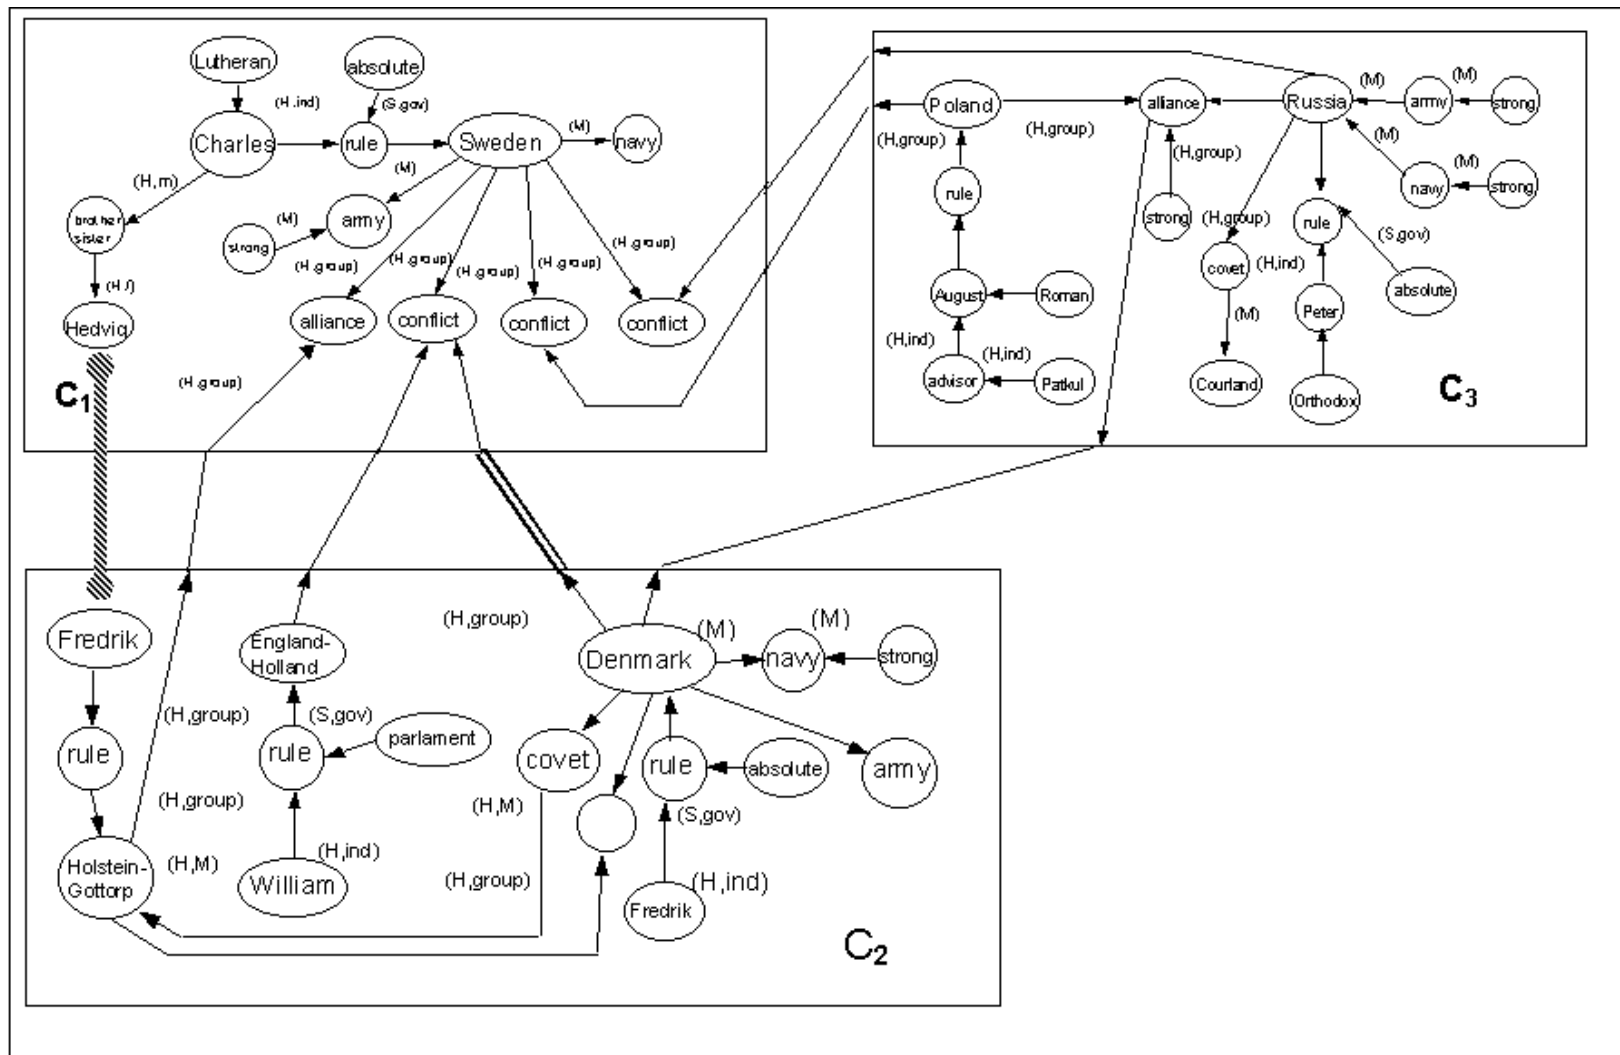 Lutheran
absolute
(H,ind)
(S,gov)
Charles
rule
Sweden
(M)
navy
(M)
(H,m)
brother
sister
army
(M)
strong
(H,group)
(H,group)
(H,group)
(H,group)
(H,group)
(H,f)
Hedviq
alliance
conflict
conflict
conflict
(H,group)
C1
Poland
alliance
Russia
(M)
(M)
army
strong
(H,group)
(H,group)
(H,group)
(M)
(M)
navy
strong
rule
strong
(H,group)
rule
(S,gov)
covet
(H,ind)
absolute
August
Roman
Peter
(M)
(H,ind)
(H,ind)
advisor
Patkul
Courland
Orthodox
C3
Fredrik
England-
Holland
(H,group)
Denmark
(M)
navy
(M)
strong
(H,group)
(S,gov)
rule
rule
parlament
covet
rule
absolute
army
(H,group)
(H,M)
(S,gov)
Holstein-
Gottorp
(H,M)
(H,ind)
William
(H,group)
(H,ind)
Fredrik
C2